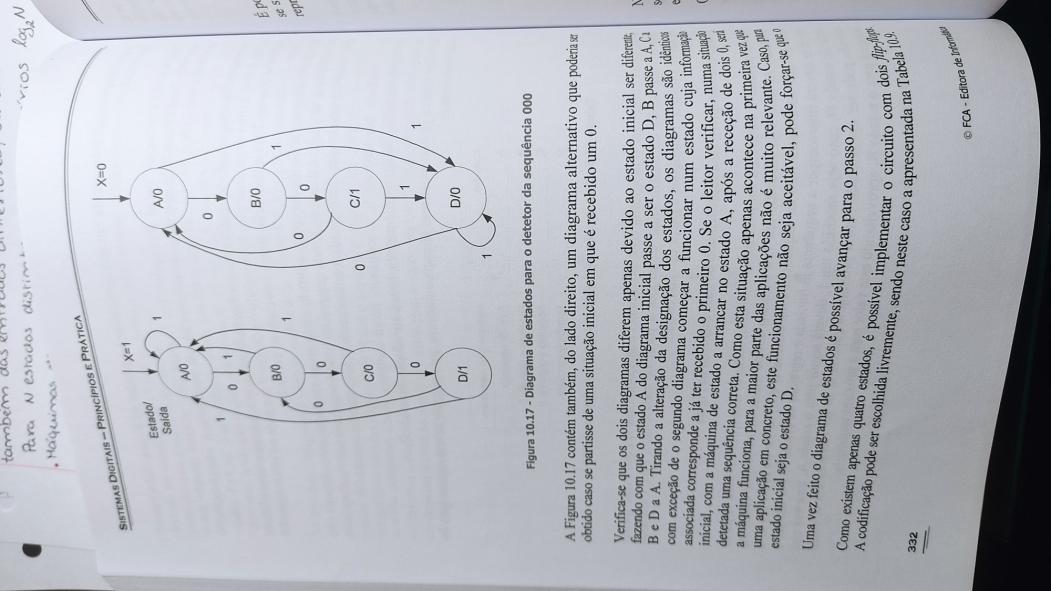 também das
Para N estados distint
vios log2 N
• Máquinas ...
SISTEMAS DIGITAIS – PRINCÍPIOS E PRÁTICA
Estado/
Saída
X=1
A/0
1
0
1
B/0
1
0
1
0
C/0
0
D/1
X=0
A/0
0
B/0
1
1
0
0
C/1
0
1
D/0
1
Figura 10.17 - Diagrama de estados para o detetor da sequência 000
A Figura 10.17 contém também, do lado direito, um diagrama alternativo que poderia ser
obtido caso se partisse de uma situação inicial em que é recebido um 0.
Verifica-se que os dois diagramas diferem apenas devido ao estado inicial ser diferente,
fazendo com que o estado A do diagrama inicial passe a ser o estado D, B passe a A, C a
B e D a A. Tirando a alteração da designação dos estados, os diagramas são idênticos
com exceção de o segundo diagrama começar a funcionar num estado cuja informação
associada corresponde a já ter recebido o primeiro 0. Se o leitor verificar, numa situação
inicial, com a máquina de estado a arrancar no estado A, após a receção de dois 0, será
detetada uma sequência correta. Como esta situação apenas acontece na primeira vez que
a máquina funciona, para a maior parte das aplicações não é muito relevante. Caso, para
uma aplicação em concreto, este funcionamento não seja aceitável, pode forçar-se que o
estado inicial seja o estado D.
Uma vez feito o diagrama de estados é possível avançar para o passo 2.
Como existem apenas quatro estados, é possível implementar o circuito com dois flip-flops.
A codificação pode ser escolhida livremente, sendo neste caso a apresentada na Tabela 10.9.
332
© FCA - Editora de Informática